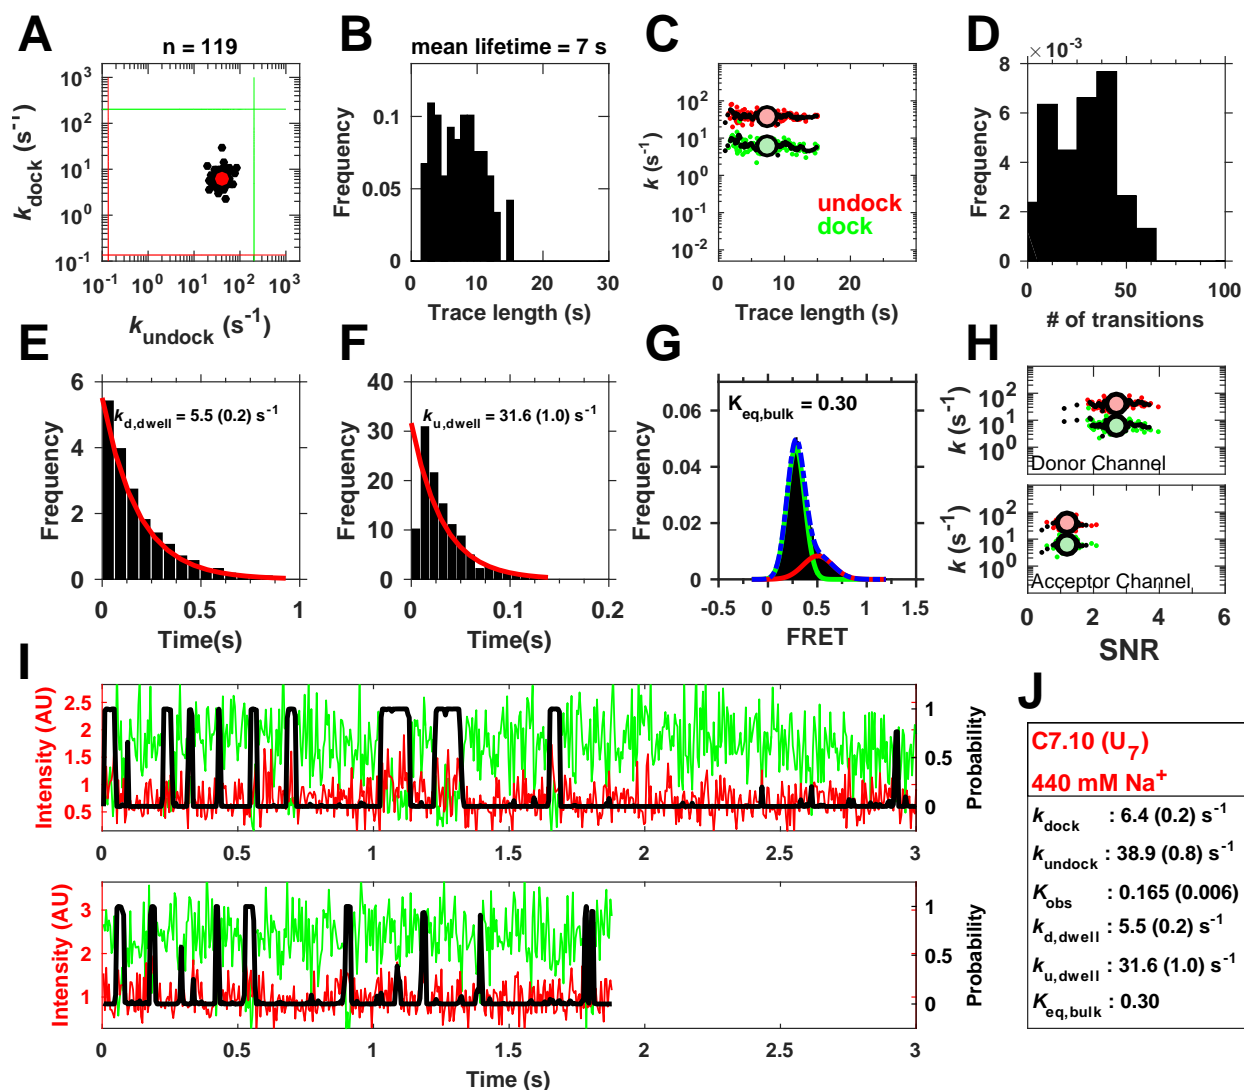 A
n = 119
k_dock (s⁻¹)
10³
10²
10¹
10⁰
10⁻¹
10⁻¹ 10⁰ 10¹ 10² 10³
k_undock (s⁻¹)
B
mean lifetime = 7 s
Frequency
0.1
0.05
0
0 10 20 30
Trace length (s)
C
k (s⁻¹)
10²
10¹
10⁰
10⁻¹
10⁻²
undock
dock
0 10 20
Trace length (s)
D
×10⁻³
Frequency
8
6
4
2
0
0 50 100
# of transitions
E
Frequency
6
4
2
0
k_d,dwell = 5.5 (0.2) s⁻¹
0 0.5 1
Time(s)
F
Frequency
40
30
20
10
0
k_u,dwell = 31.6 (1.0) s⁻¹
0 0.1 0.2
Time(s)
G
Frequency
0.06
0.04
0.02
0
K_eq,bulk = 0.30
-0.5 0 0.5 1 1.5
FRET
H
k (s⁻¹)
10²
10¹
10⁰
Donor Channel
k (s⁻¹)
10²
10¹
10⁰
Acceptor Channel
0 2 4 6
SNR
I
Intensity (AU)
2.5
2
1.5
1
0.5
Probability
1
0.5
0
0 0.5 1 1.5 2 2.5 3
Intensity (AU)
3
2
1
Probability
1
0.5
0
0 0.5 1 1.5 2 2.5 3
Time (s)
J
C7.10 (U₇)
440 mM Na⁺
k_dock : 6.4 (0.2) s⁻¹
k_undock : 38.9 (0.8) s⁻¹
K_obs : 0.165 (0.006)
k_d,dwell : 5.5 (0.2) s⁻¹
k_u,dwell : 31.6 (1.0) s⁻¹
K_eq,bulk : 0.30